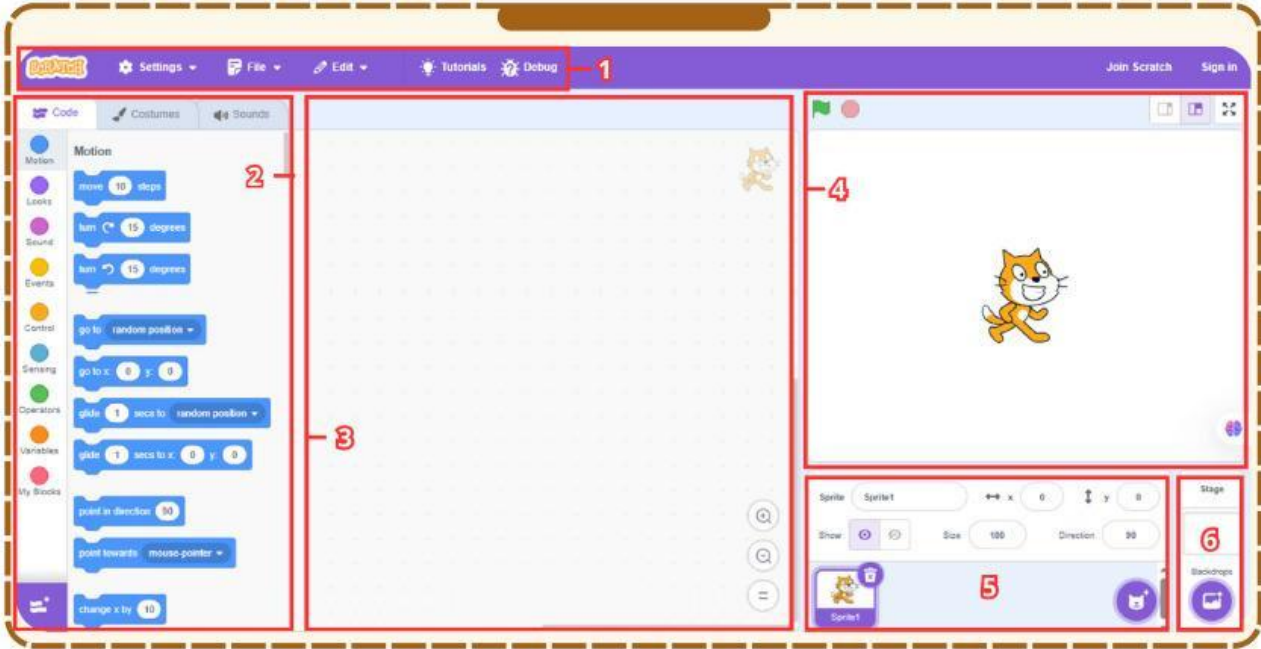 SCRATCH Settings File Edit Tutorials Debug 1 Join Scratch Sign in
Code Costumes Sounds
Motion
Looks
Sound
Events
Control
Sensing
Operators
Variables
My Blocks
Motion
2
move 10 steps
turn 15 degrees
turn 15 degrees
go to random position
go to x: 0 y: 0
glide 1 secs to random position
glide 1 secs to x: 0 y: 0
point in direction 90
point towards mouse-pointer
change x by 10
3
4
Sprite Sprite1 x 0 y 0
Show Size 100 Direction 90
Sprite1
5
Stage
6
Backdrops